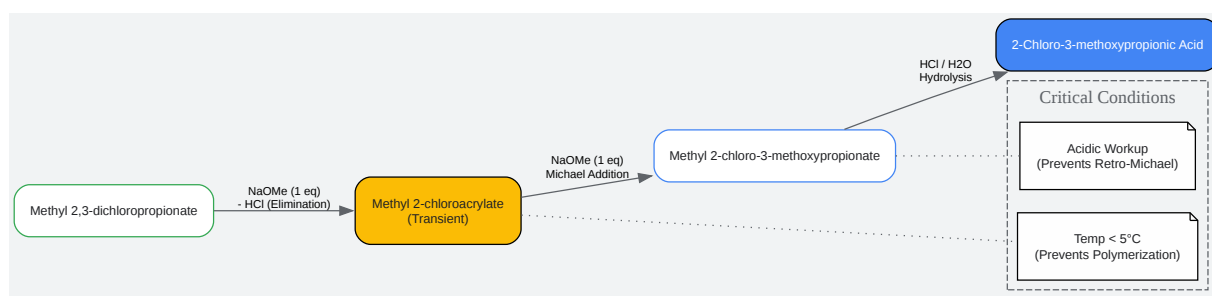 2-Chloro-3-methoxypropionic Acid
HCl / H2O
Hydrolysis
Critical Conditions
Acidic Workup
(Prevents Retro-Michael)
Methyl 2-chloro-3-methoxypropionate
NaOMe (1 eq)
Michael Addition
NaOMe (1 eq)
- HCl (Elimination)
Methyl 2,3-dichloropropionate
Methyl 2-chloroacrylate
(Transient)
Temp < 5°C
(Prevents Polymerization)